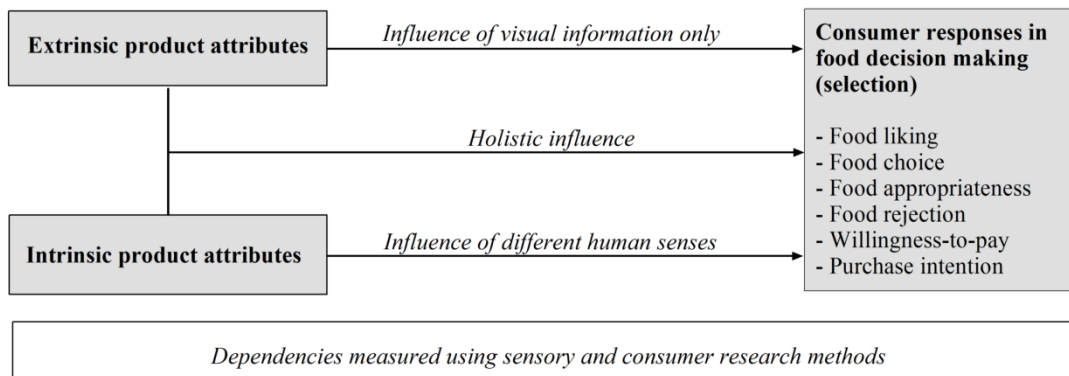 Extrinsic product attributes
Influence of visual information only
Consumer responses in
food decision making
(selection)
Holistic influence
- Food liking
- Food choice
- Food appropriateness
- Food rejection
- Willingness-to-pay
- Purchase intention
Intrinsic product attributes
Influence of different human senses
Dependencies measured using sensory and consumer research methods